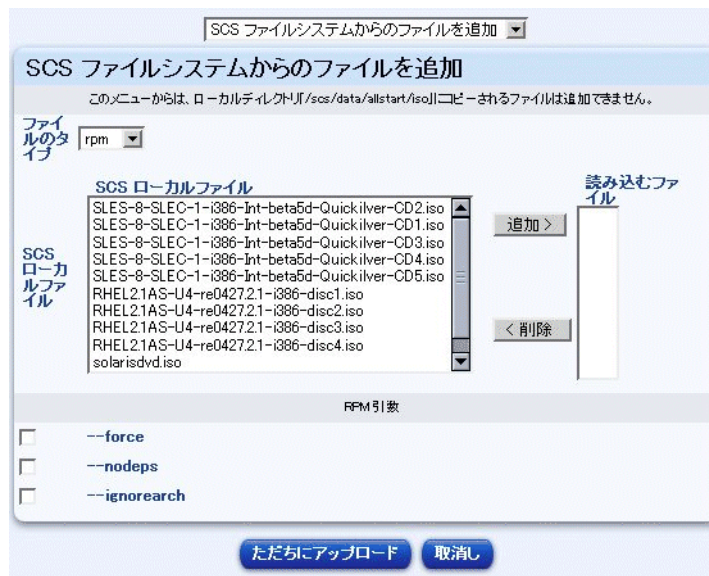 SCS ファイルシステムからのファイルを追加
SCS ファイルシステムからのファイルを追加
このメニューからは、ローカルディレクトリ「/scs/data/allstart/iso」にコピーされるファイルは追加できません。
ファイ
ルのタ
イプ
rpm
SCS ローカルファイル
読み込むファ
イル
SCS
ローカ
ルファ
イル
SLES-8-SLEC-1-i386-Int-beta5d-Quickilver-CD2.iso
SLES-8-SLEC-1-i386-Int-beta5d-Quickilver-CD1.iso
SLES-8-SLEC-1-i386-Int-beta5d-Quickilver-CD3.iso
SLES-8-SLEC-1-i386-Int-beta5d-Quickilver-CD4.iso
SLES-8-SLEC-1-i386-Int-beta5d-Quickilver-CD5.iso
RHEL2.1AS-U4-re0427.2.1-i386-disc1.iso
RHEL2.1AS-U4-re0427.2.1-i386-disc2.iso
RHEL2.1AS-U4-re0427.2.1-i386-disc3.iso
RHEL2.1AS-U4-re0427.2.1-i386-disc4.iso
solarisdvd.iso
追加 >
< 削除
RPM 引数
--force
--nodeps
--ignorearch
ただちにアップロード
取消し